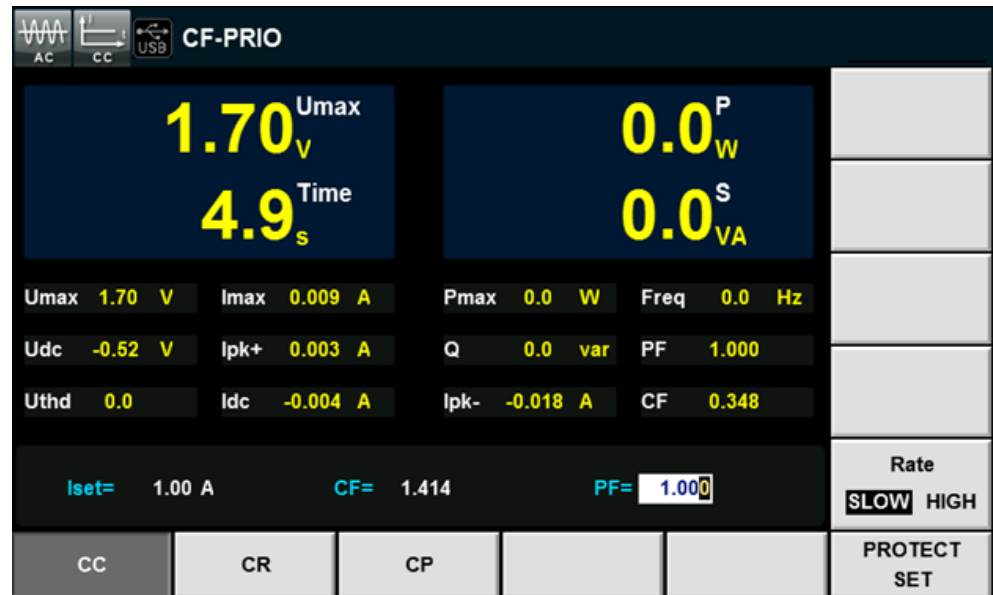 AC CC USB CF-PRIO
1.70 Umax V
0.0 P W
4.9 Time s
0.0 S VA
Umax 1.70 V Imax 0.009 A Pmax 0.0 W Freq 0.0 Hz
Udc -0.52 V Ipk+ 0.003 A Q 0.0 var PF 1.000
Uthd 0.0 Idc -0.004 A Ipk- -0.018 A CF 0.348
Iset= 1.00 A CF= 1.414 PF= 1.000
Rate
SLOW HIGH
CC CR CP
PROTECT
SET